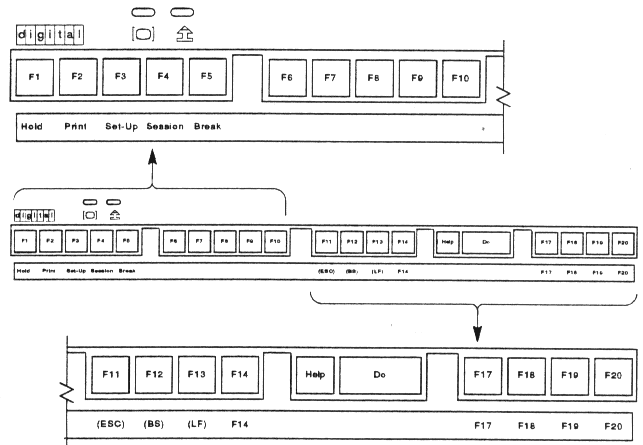 digital
F1 F2 F3 F4 F5 F6 F7 F8 F9 F10
Hold Print Set-Up Session Break
digital
F1 F2 F3 F4 F5 F6 F7 F8 F9 F10 F11 F12 F13 F14 Help Do F17 F18 F19 F20
Hold Print Set-Up Session Break (ESC) (BS) (LF) F14 F17 F18 F19 F20
F11 F12 F13 F14 Help Do F17 F18 F19 F20
(ESC) (BS) (LF) F14 F17 F18 F19 F20